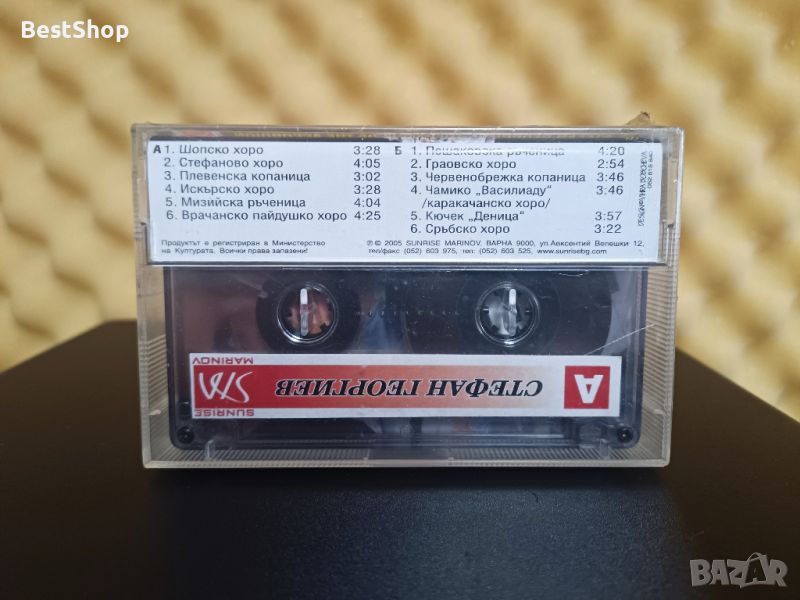 BestShop
А 1. Шопско хоро 3:28
2. Стефаново хоро 4:05
3. Плевенска копаница 3:02
4. Искърско хоро 3:28
5. Мизийска ръченица 4:04
6. Врачанско пайдушко хоро 4:25
Б 1. Пешаковска ръченица 4:20
2. Граовско хоро 2:54
3. Червенобрежка копаница 3:46
4. Чамико „Василиаду" 3:46
/каракачанско хоро/
5. Кючек „Деница" 3:57
6. Сръбско хоро 3:22
Продуктът е регистриран в Министерство
на Културата. Всички права запазени!
℗ © 2005 SUNRISE MARINOV, ВАРНА 9000, ул.Алексентий Велешки 12,
тел/факс (052) 603 975, тел: (052) 603 525, www.sunrisebg.com
А
СТЕФАН ГЕОРГИЕВ
SUNRISE
MARINOV
BAZAR